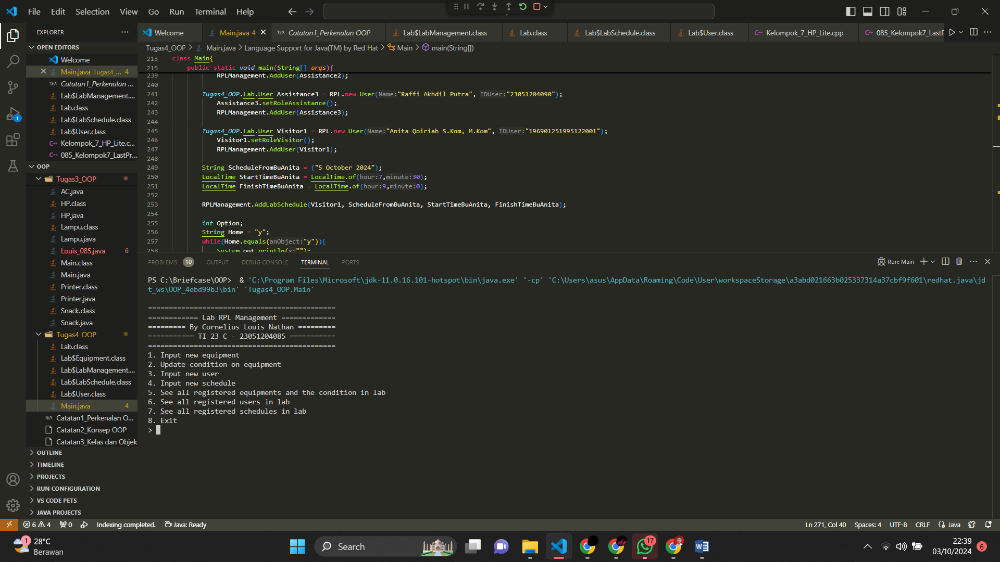 File Edit Selection View Go Run Terminal Help
EXPLORER
Welcome
Main.java 4
Catatan1_Perkenalan OOP
Lab$LabManagement.class
Lab.class
Lab$LabSchedule.class
Lab$User.class
Kelompok_7_HP_Lite.cpp
085_Kelompok7_LastP
OPEN EDITORS
Welcome
Main.java Tugas4_... 4
Catatan1_Perkenalan ...
Lab$LabManagement....
Lab.class
Lab$LabSchedule.class
Lab$User.class
Kelempok_7_HP_Lite.c...
085_Kelompok7_LastPr...
OOP
Tugas3_OOP
AC.java
HP.class
HP.java
Lampu.class
Lampu.java
Louis_085.java 6
Main.class
Main.java
Printer.class
Printer.java
Snack.class
Snack.java
Tugas4_OOP
Lab.class
Lab$Equipment.class
Lab$LabManagement....
Lab$LabSchedule.class
Lab$User.class
Main.java 4
Catatan1_Perkenalan O...
Catatan2_Konsep OOP
Catatan3_Kelas dan Objek
OUTLINE
TIMELINE
PROJECTS
RUN CONFIGURATION
VS CODE PETS
JAVA PROJECTS
1
Tugas4_OOP > Main.java > Language Support for Java(TM) by Red Hat > Main > main(String[])
213 class Main{
215 public static void main(String[] args){
239 RPLManagement.AddUser(Assistance2);
240
241 Tugas4_OOP.Lab.User Assistance3 = RPL.new User(Name:"Raffi Akhdil Putra", IDUser:"23051204090");
242 Assistance3.setRoleAssistance();
243 RPLManagement.AddUser(Assistance3);
244
245 Tugas4_OOP.Lab.User Visitor1 = RPL.new User(Name:"Anita Qoiriah S.Kom, M.Kom", IDUser:"196901251995122001");
246 Visitor1.setRoleVisitor();
247 RPLManagement.AddUser(Visitor1);
248
249 String ScheduleFromBuAnita = ("5 October 2024");
250 LocalTime StartTimeBuAnita = LocalTime.of(hour:7,minute:30);
251 LocalTime FinishTimeBuAnita = LocalTime.of(hour:9,minute:0);
252
253 RPLManagement.AddLabSchedule(Visitor1, ScheduleFromBuAnita, StartTimeBuAnita, FinishTimeBuAnita);
254
255 int Option;
256 String Home = "y";
257 while(Home.equals(anObject:"y")){
258 System.out.println(x:"");
PROBLEMS 10 OUTPUT DEBUG CONSOLE TERMINAL PORTS
Run: Main
PS C:\Briefcase\OOP>  & 'C:\Program Files\Microsoft\jdk-11.0.16.101-hotspot\bin\java.exe' '-cp' 'C:\Users\asus\AppData\Roaming\Code\User\workspaceStorage\a3abd021663b025337314a37cbf9f601\redhat.java\jd
t_ws\OOP_4ebd99b3\bin' 'Tugas4_OOP.Main'
=============================================
============ Lab RPL Management =============
========= By Cornelius Louis Nathan =========
=========== TI 23 C - 23051204085 ===========
=============================================
1. Input new equipment
2. Update condition on equipment
3. Input new user
4. Input new schedule
5. See all registered equipments and the condition in lab
6. See all registered users in lab
7. See all registered schedules in lab
8. Exit
>
6 4 0 Indexing completed. Java: Ready
Ln 271, Col 40 Spaces: 4 UTF-8 CRLF Java
1
28°C
Berawan
Search
17
22:39
03/10/2024
6